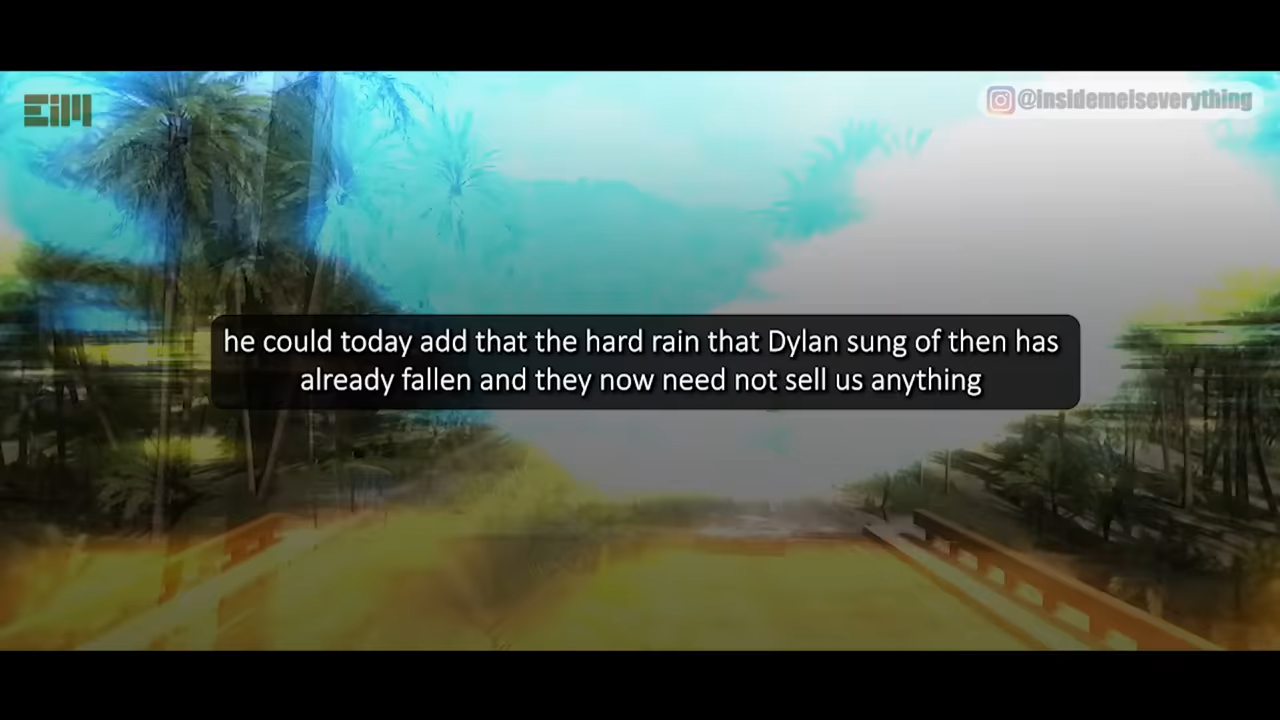 EiM
@insidemeiseverything
he could today add that the hard rain that Dylan sung of then has
already fallen and they now need not sell us anything